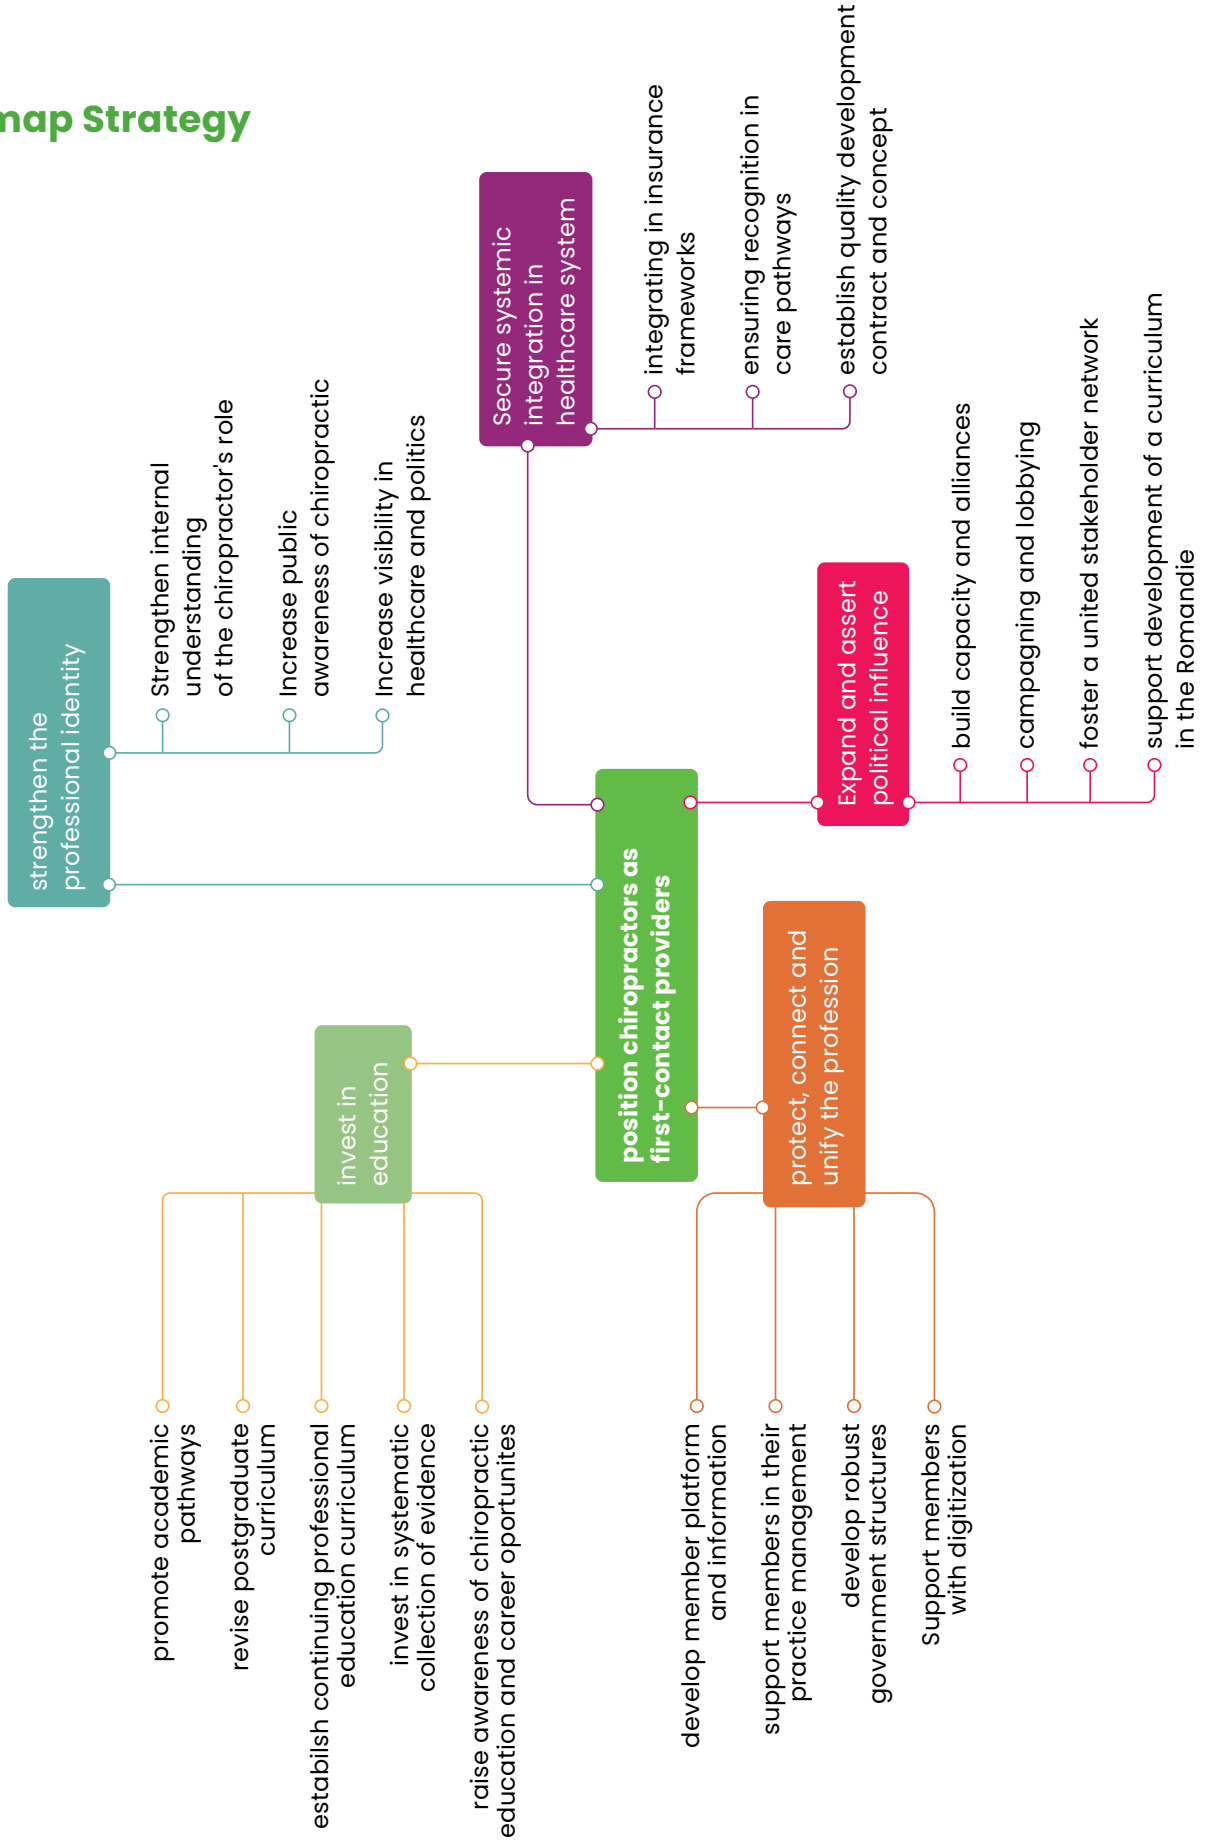 map Strategy
strengthen the
professional identity
Strengthen internal
understanding
of the chiropractor's role
Increase public
awareness of chiropractic
Increase visibility in
healthcare and politics
Secure systemic
integration in
healthcare system
integrating in insurance
frameworks
ensuring recognition in
care pathways
establish quality development
contract and concept
invest in
education
promote academic
pathways
revise postgraduate
curriculum
estabilsh continuing professional
education curriculum
invest in systematic
collection of evidence
raise awareness of chiropractic
education and career oportunites
position chiropractors as
first-contact providers
Expand and assert
political influence
build capacity and alliances
campagning and lobbying
foster a united stakeholder network
support development of a curriculum
in the Romandie
protect, connect and
unify the profession
develop member platform
and information
support members in their
practice management
develop robust
government structures
Support members
with digitization